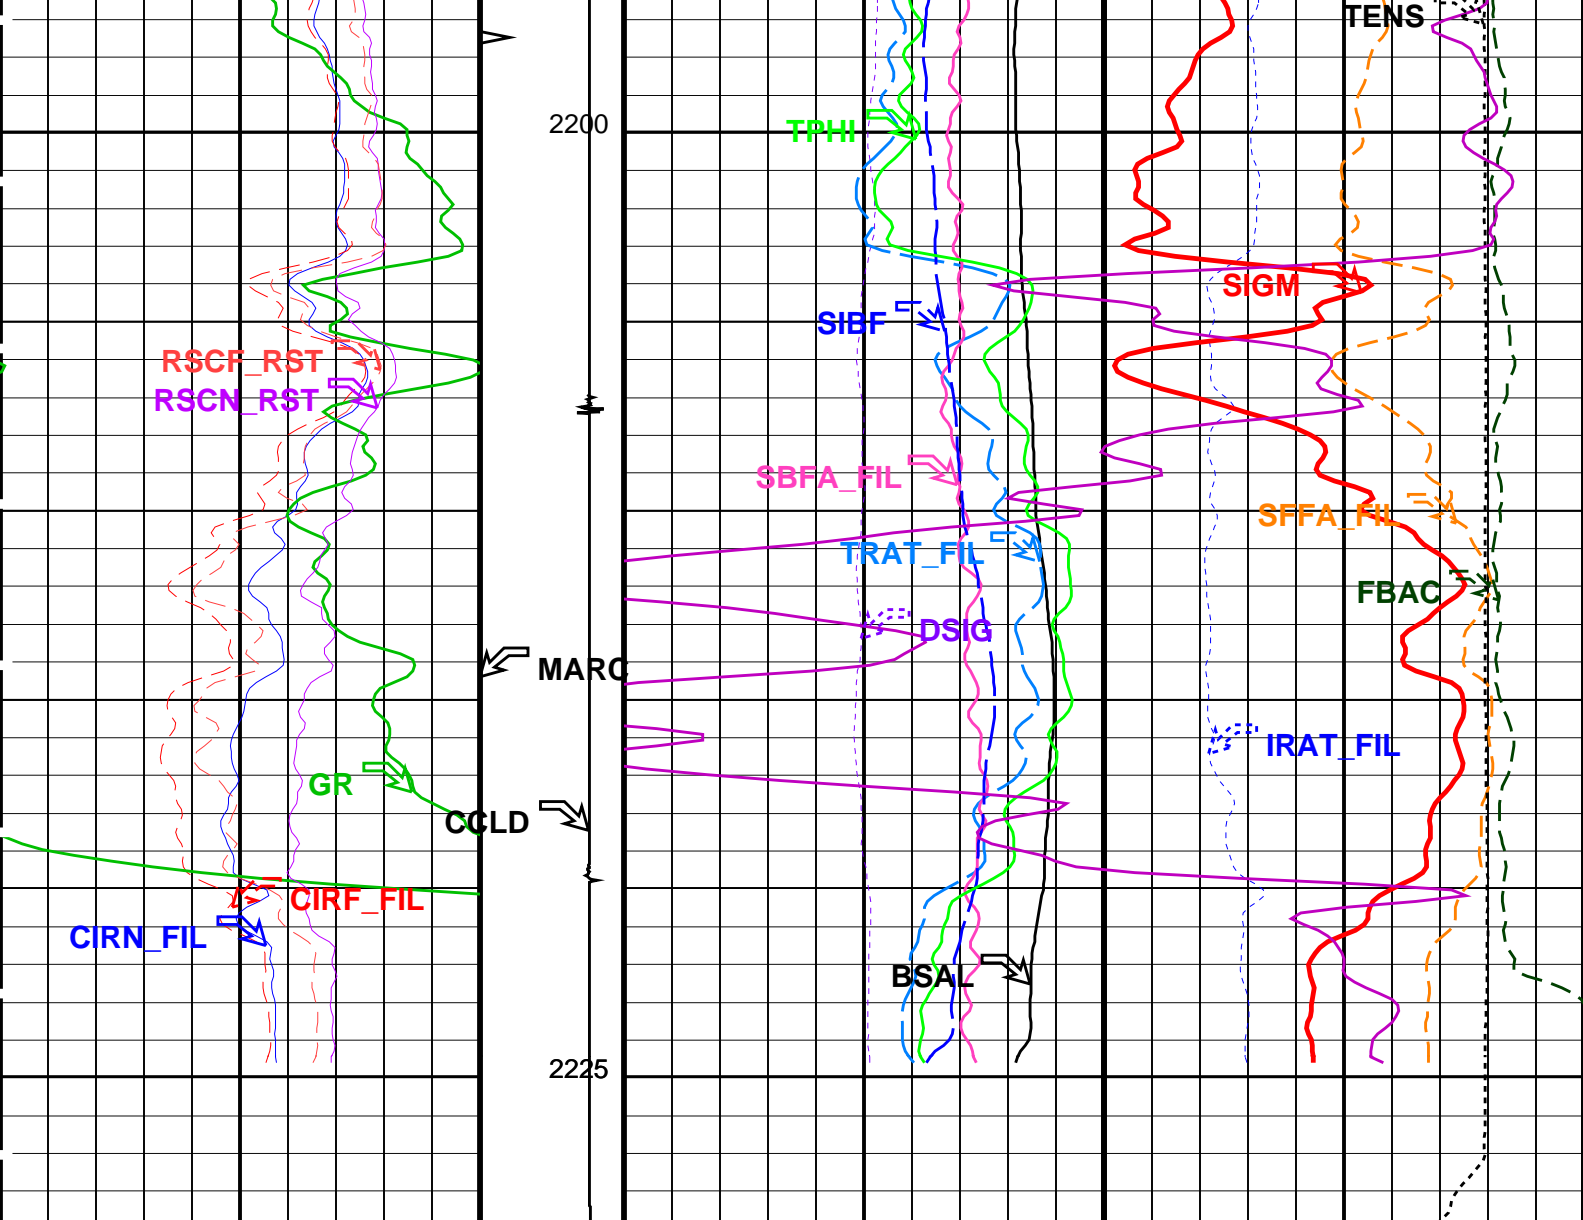 TENS
2200
TPHI
SIGM
SIBF
RSCF_RST
RSCN_RST
SBFA_FIL
SFFA_FIL
TRAT_FIL
FBAC
DSIG
MARC
IRAT_FIL
GR
CCLD
CIRF_FIL
CIRN_FIL
BSAL
2225